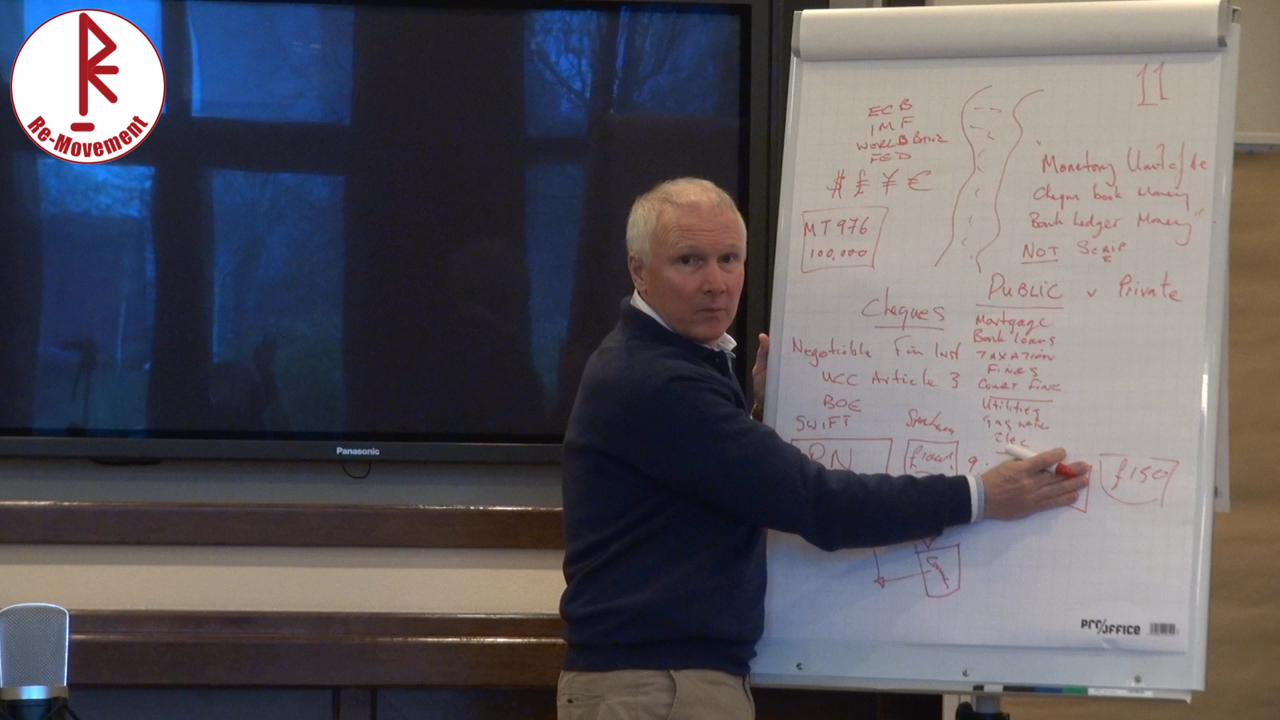 Re-Movement
Panasonic
11
ECB
IMF
WORLD BANK
FED
$ £ ¥ €
MT976
100,000
"Monetary Unit of
Cheque book Money
Bank Ledger Money"
NOT Scrip
PUBLIC v Private
Cheques
Negotible Fin Inst
UCC Article 3
BOE
SWIFT
Mortgage
Bank loans
TAXATION
FINES
COURT FINE
Utilities
Gas water
Elec
PN
£150
PRO/OFFICE